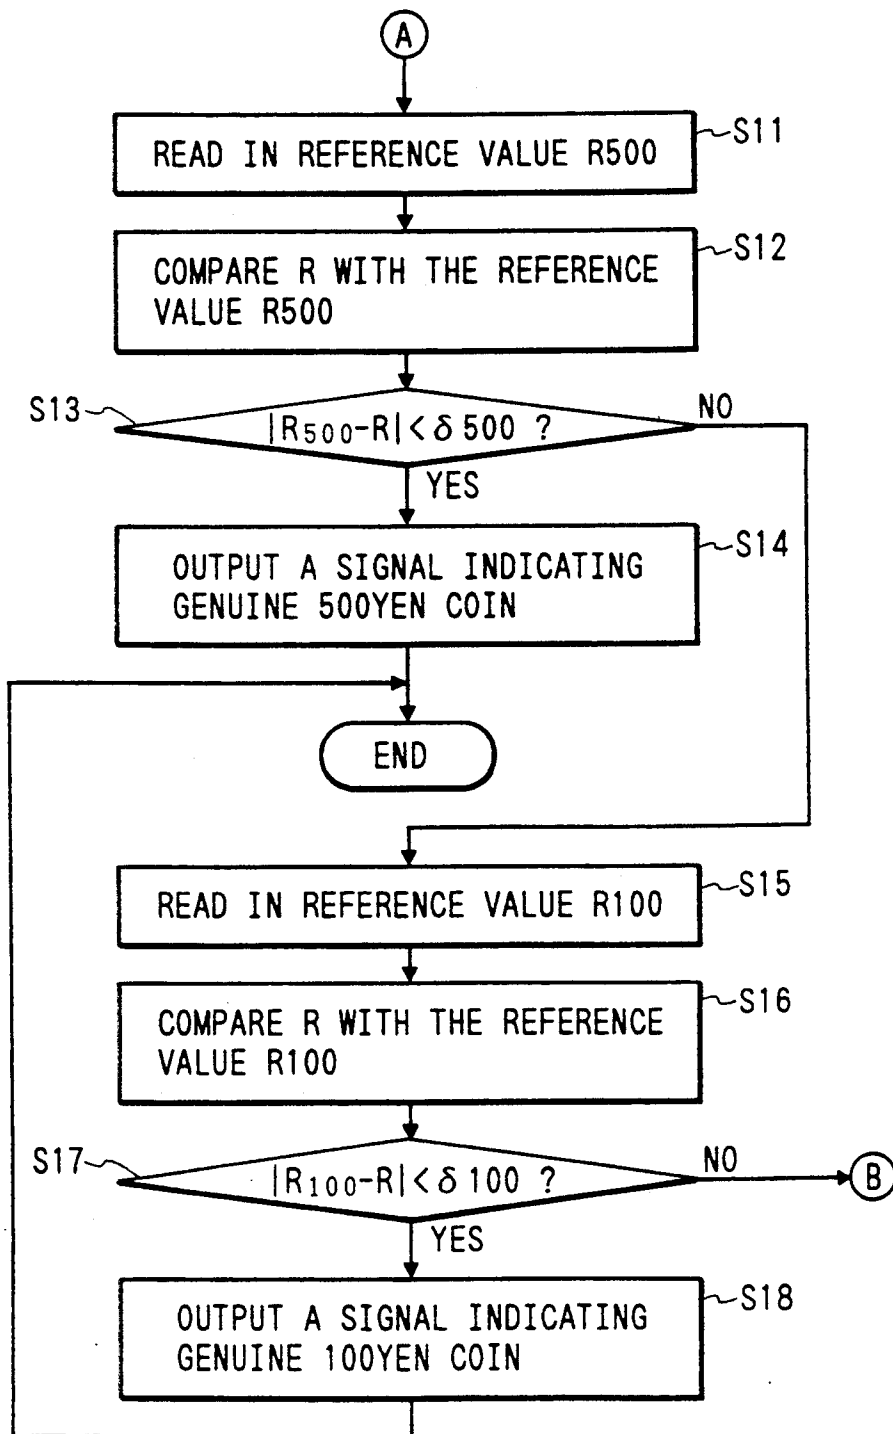 A
READ IN REFERENCE VALUE R500
S11
COMPARE R WITH THE REFERENCE
VALUE R500
S12
S13
|R500-R|<δ500 ?
NO
YES
OUTPUT A SIGNAL INDICATING
GENUINE 500YEN COIN
S14
END
READ IN REFERENCE VALUE R100
S15
COMPARE R WITH THE REFERENCE
VALUE R100
S16
S17
|R100-R|<δ100 ?
NO
B
YES
OUTPUT A SIGNAL INDICATING
GENUINE 100YEN COIN
S18